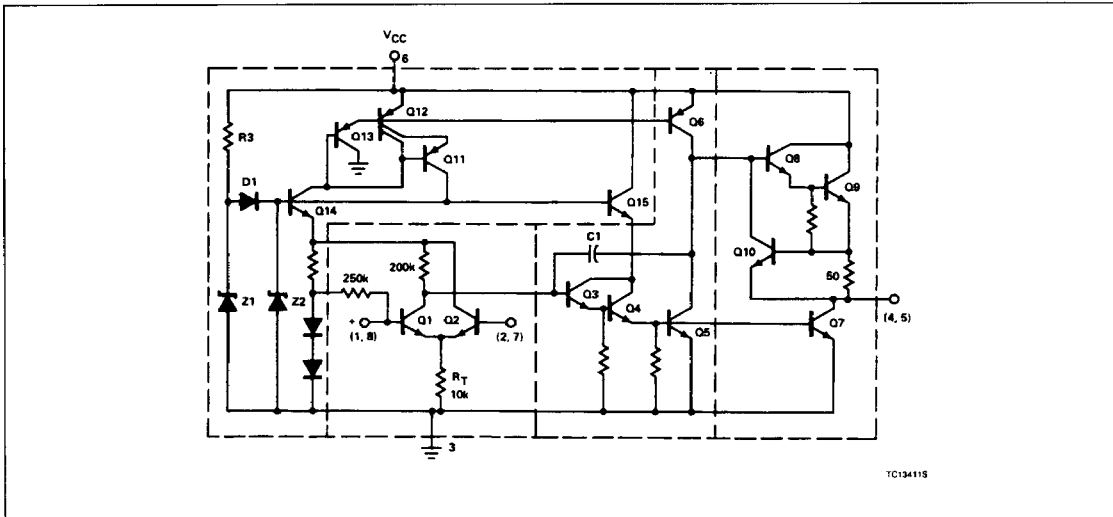 VCC
6
R3
Q12
Q13
Q11
Q6
D1
Q14
Q15
Q8
Q9
C1
Q10
50
200k
250k
Z1
Z2
Q3
Q4
+
(1, 8)
Q1
Q2
(2, 7)
Q5
Q7
(4, 5)
RT
10k
3
TC13411S